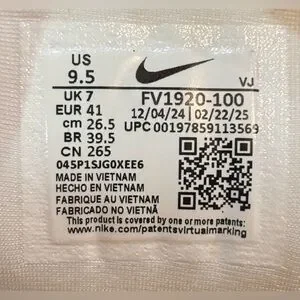 US
9.5
VJ
UK 7
EUR 41
cm 26.5
BR 39.5
CN 265
FV1920-100
12/04/24 02/22/25
UPC 00197859113569
045P1SJG0XEE6
MADE IN VIETNAM
HECHO EN VIETNAM
FABRIQUE AU VIETNAM
FABRICADO NO VIETNÃ
This product is covered by one or more patents:
www.nike.com/patentsvirtualmarking